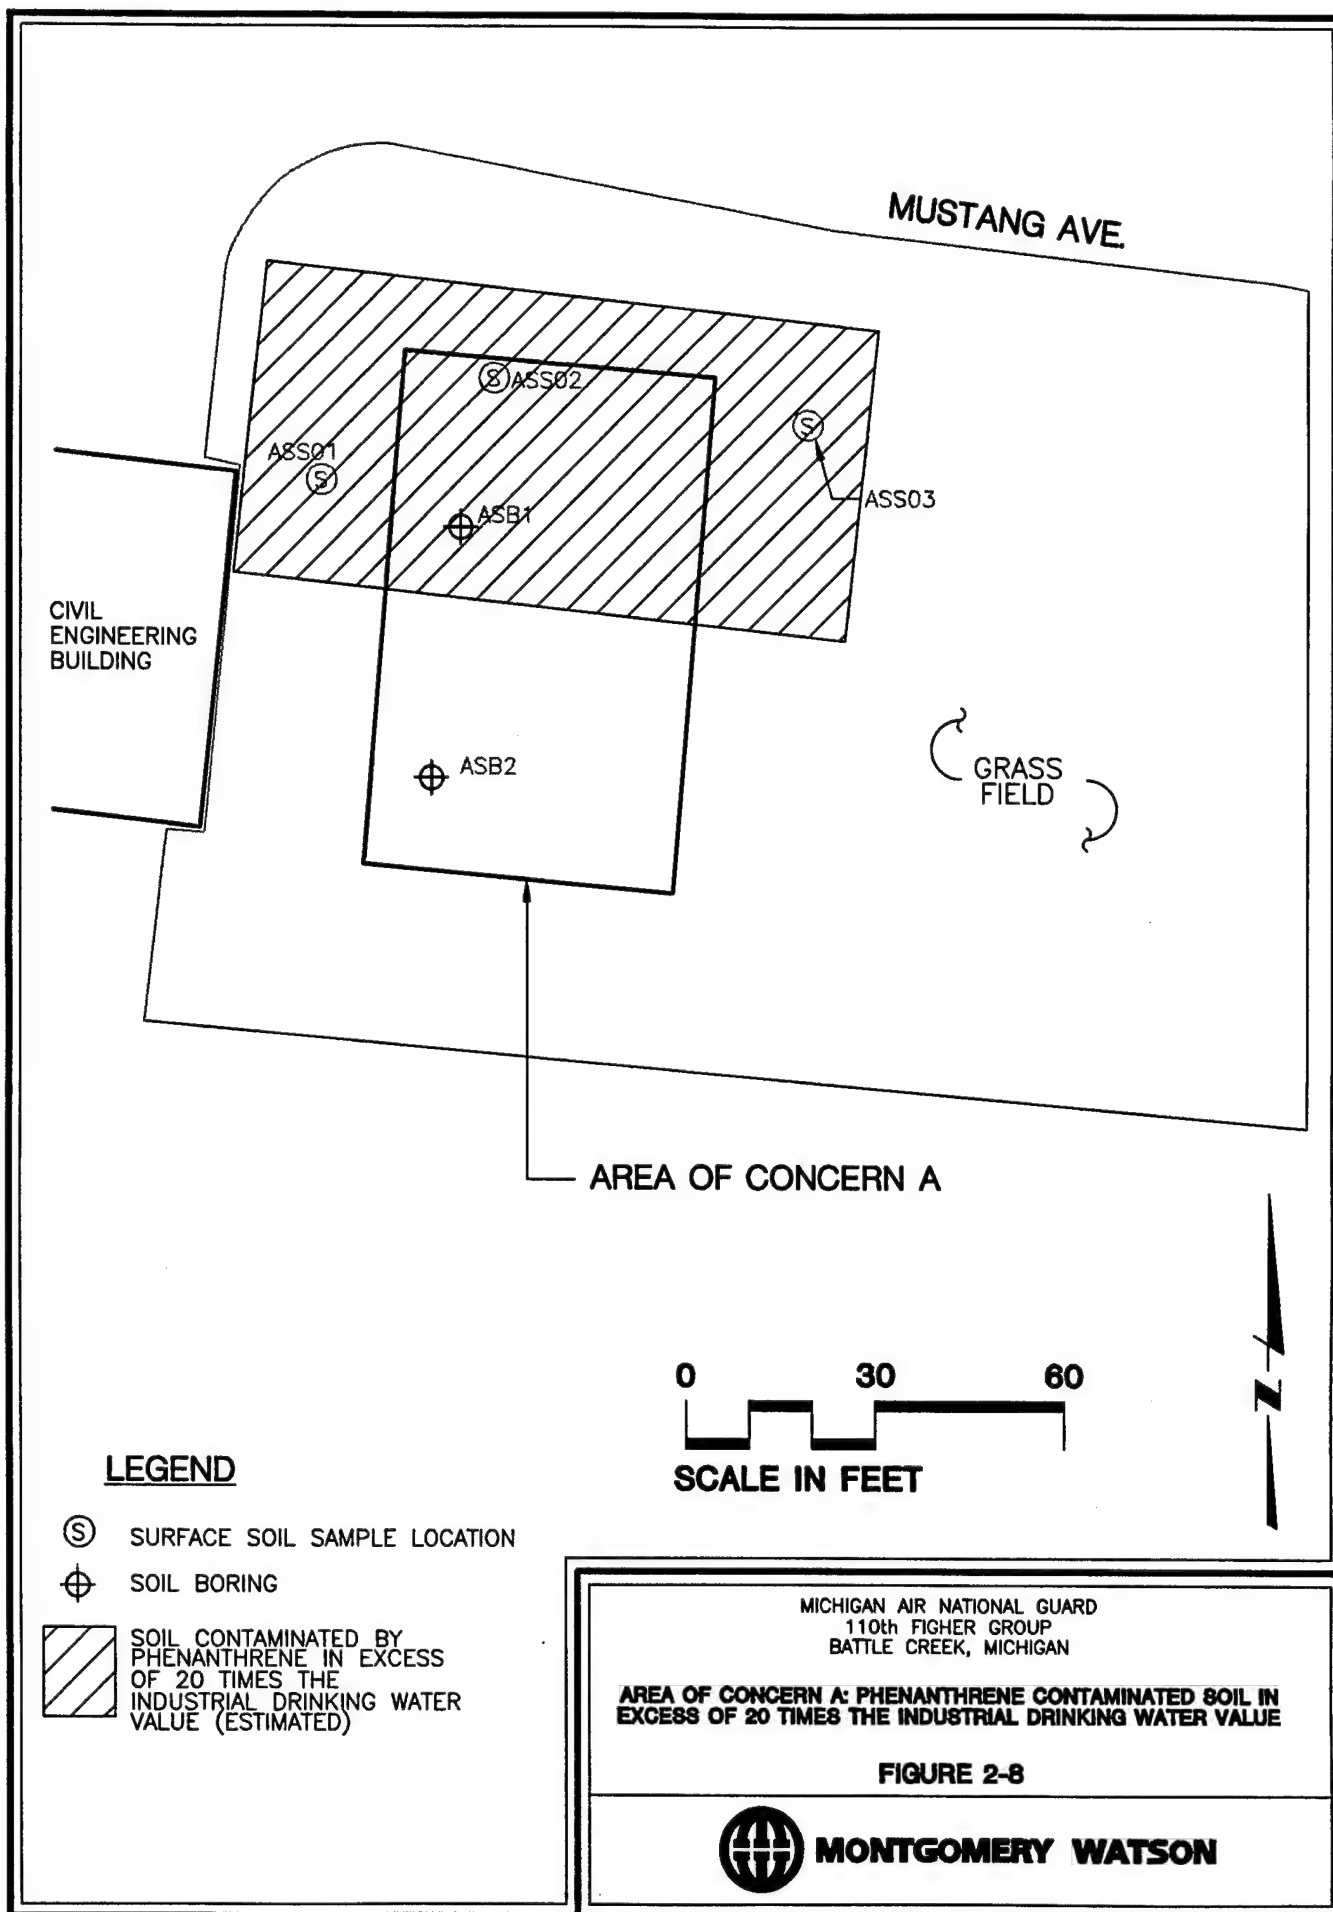 MUSTANG AVE.
ASS02
ASS01
ASS03
ASB1
CIVIL
ENGINEERING
BUILDING
ASB2
GRASS
FIELD
AREA OF CONCERN A
0 30 60
SCALE IN FEET
N
LEGEND
S SURFACE SOIL SAMPLE LOCATION
SOIL BORING
SOIL CONTAMINATED BY
PHENANTHRENE IN EXCESS
OF 20 TIMES THE
INDUSTRIAL DRINKING WATER
VALUE (ESTIMATED)
MICHIGAN AIR NATIONAL GUARD
110th FIGHER GROUP
BATTLE CREEK, MICHIGAN
AREA OF CONCERN A: PHENANTHRENE CONTAMINATED SOIL IN
EXCESS OF 20 TIMES THE INDUSTRIAL DRINKING WATER VALUE
FIGURE 2-8
MONTGOMERY WATSON